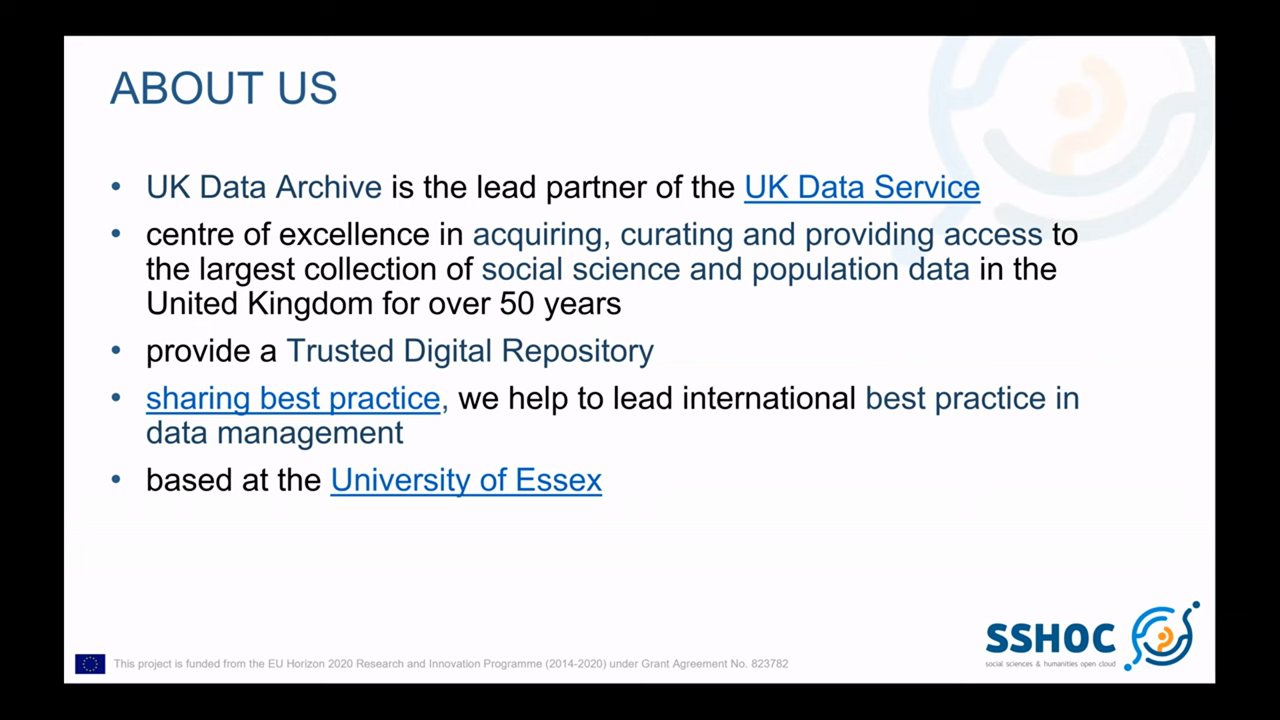 ABOUT US
• UK Data Archive is the lead partner of the UK Data Service
• centre of excellence in acquiring, curating and providing access to
the largest collection of social science and population data in the
United Kingdom for over 50 years
• provide a Trusted Digital Repository
• sharing best practice, we help to lead international best practice in
data management
• based at the University of Essex
SSHOC
social sciences & humanities open cloud
This project is funded from the EU Horizon 2020 Research and Innovation Programme (2014-2020) under Grant Agreement No. 823782